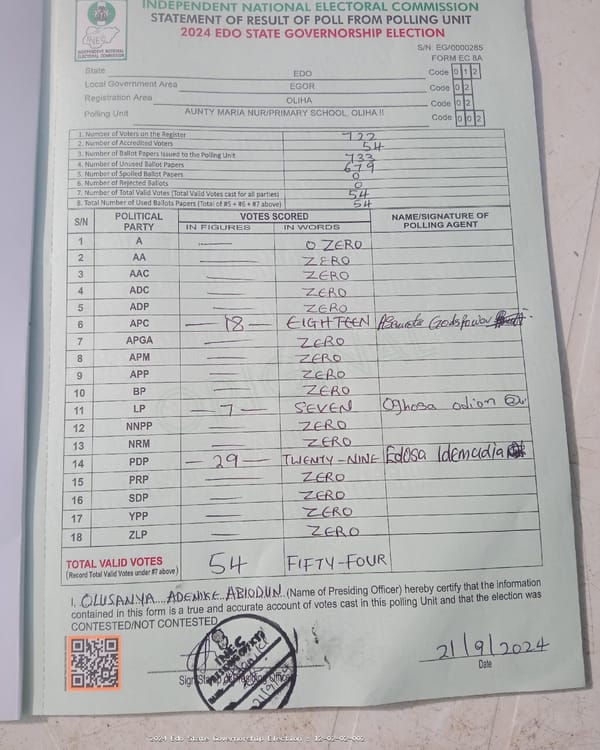 INDEPENDENT NATIONAL ELECTORAL COMMISSION
STATEMENT OF RESULT OF POLL FROM POLLING UNIT
2024 EDO STATE GOVERNORSHIP ELECTION
INEC
INDEPENDENT NATIONAL ELECTORAL COMMISSION
S/N: EG/0000285
FORM EC 8A
State EDO Code 0 1 2
Local Government Area EGOR Code 0 2
Registration Area OLIHA Code 0 2
Polling Unit AUNTY MARIA NUR/PRIMARY SCHOOL, OLIHA II Code 0 0 2
1. Number of Voters on the Register 722
2. Number of Accredited Voters 54
3. Number of Ballot Papers Issued to the Polling Unit 733
4. Number of Unused Ballot Papers 679
5. Number of Spoiled Ballot Papers 0
6. Number of Rejected Ballots 0
7. Number of Total Valid Votes (Total Valid Votes cast for all parties) 54
8. Total Number of Used Ballots Papers (Total of #5 + #6 + #7 above) 54
S/N POLITICAL PARTY VOTES SCORED NAME/SIGNATURE OF POLLING AGENT
IN FIGURES IN WORDS
1 A — 0 ZERO
2 AA — ZERO
3 AAC — ZERO
4 ADC — ZERO
5 ADP — ZERO
6 APC — 18 — EIGHTEEN Godspower
7 APGA — ZERO
8 APM — ZERO
9 APP — ZERO
10 BP — ZERO
11 LP — 7 — SEVEN Oghosa odion
12 NNPP — ZERO
13 NRM — ZERO
14 PDP — 29 — TWENTY-NINE Edosa Idemudia
15 PRP — ZERO
16 SDP — ZERO
17 YPP — ZERO
18 ZLP — ZERO
TOTAL VALID VOTES 54 FIFTY-FOUR
(Record Total Valid Votes under #7 above)
I, OLUSANYA ADENIKE ABIODUN (Name of Presiding Officer) hereby certify that the information
contained in this form is a true and accurate account of votes cast in this polling Unit and that the election was
CONTESTED/NOT CONTESTED
INEC
Signature of Presiding Officer
21/9/2024
Date
2024 Edo State Governorship Election : 12-02-02-002